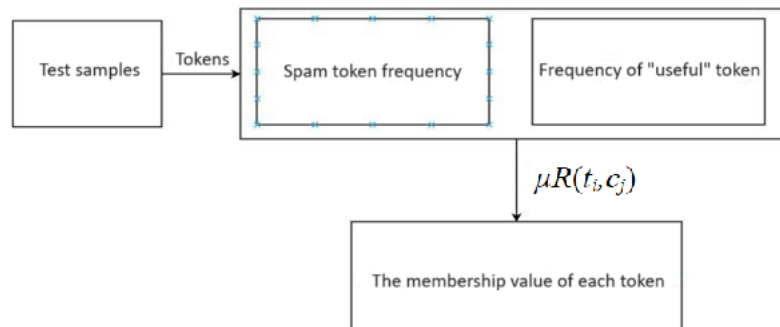 Test samples
Tokens
Spam token frequency
Frequency of "useful" token
μR(tᵢ,cⱼ)
The membership value of each token